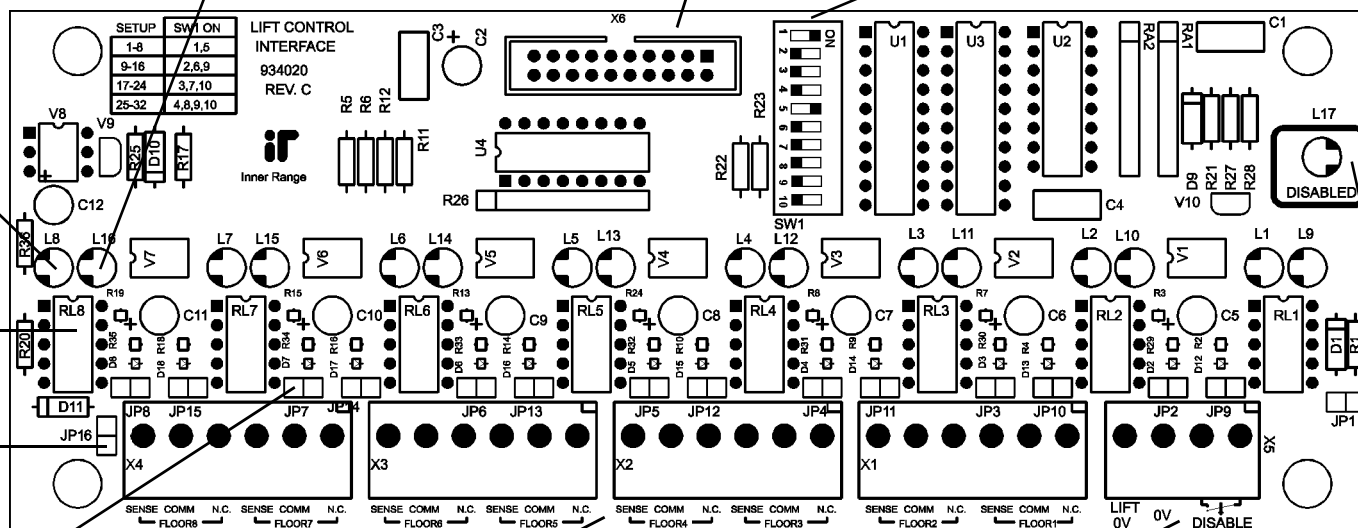 SETUP SW1 ON
1-8 1,5
9-16 2,6,9
17-24 3,7,10
25-32 4,8,9,10
LIFT CONTROL
INTERFACE
934020
REV. C
Inner Range
C3
C2
X6
R5
R6
R12
R11
U4
R26
R22
R23
ON
1
2
3
4
5
6
7
8
9
10
SW1
U1
U3
U2
RA2
RA1
C1
C4
D9
R21
R27
R28
V10
L17
DISABLED
V8
V9
R25
D10
R17
C12
L8 L16 V7 L7 L15 V6 L6 L14 V5 L5 L13 V4 L4 L12 V3 L3 L11 V2 L2 L10 V1 L1 L9
RL8 R19 C11 RL7 R15 C10 RL6 R13 C9 RL5 R24 C8 RL4 R8 C7 RL3 R7 C6 RL2 R3 C5 RL1
R20
R35 R18 R34 R16 R33 R14 R32 R10 R31 R9 R30 R4 R29 R2
D7 D17 D5 D15 D4 D14 D3 D13 D2 D12
D1
D11
JP16
JP8 JP15 JP7 JP14 JP6 JP13 JP5 JP12 JP4 JP11 JP3 JP10 JP2 JP9 JP1
X4 X3 X2 X1 X5
SENSE COMM N.C. SENSE COMM N.C. SENSE COMM N.C. SENSE COMM N.C. SENSE COMM N.C. SENSE COMM N.C. SENSE COMM N.C. SENSE COMM N.C.
FLOOR8 FLOOR7 FLOOR6 FLOOR5 FLOOR4 FLOOR3 FLOOR2 FLOOR1
LIFT
0V
0V
DISABLE